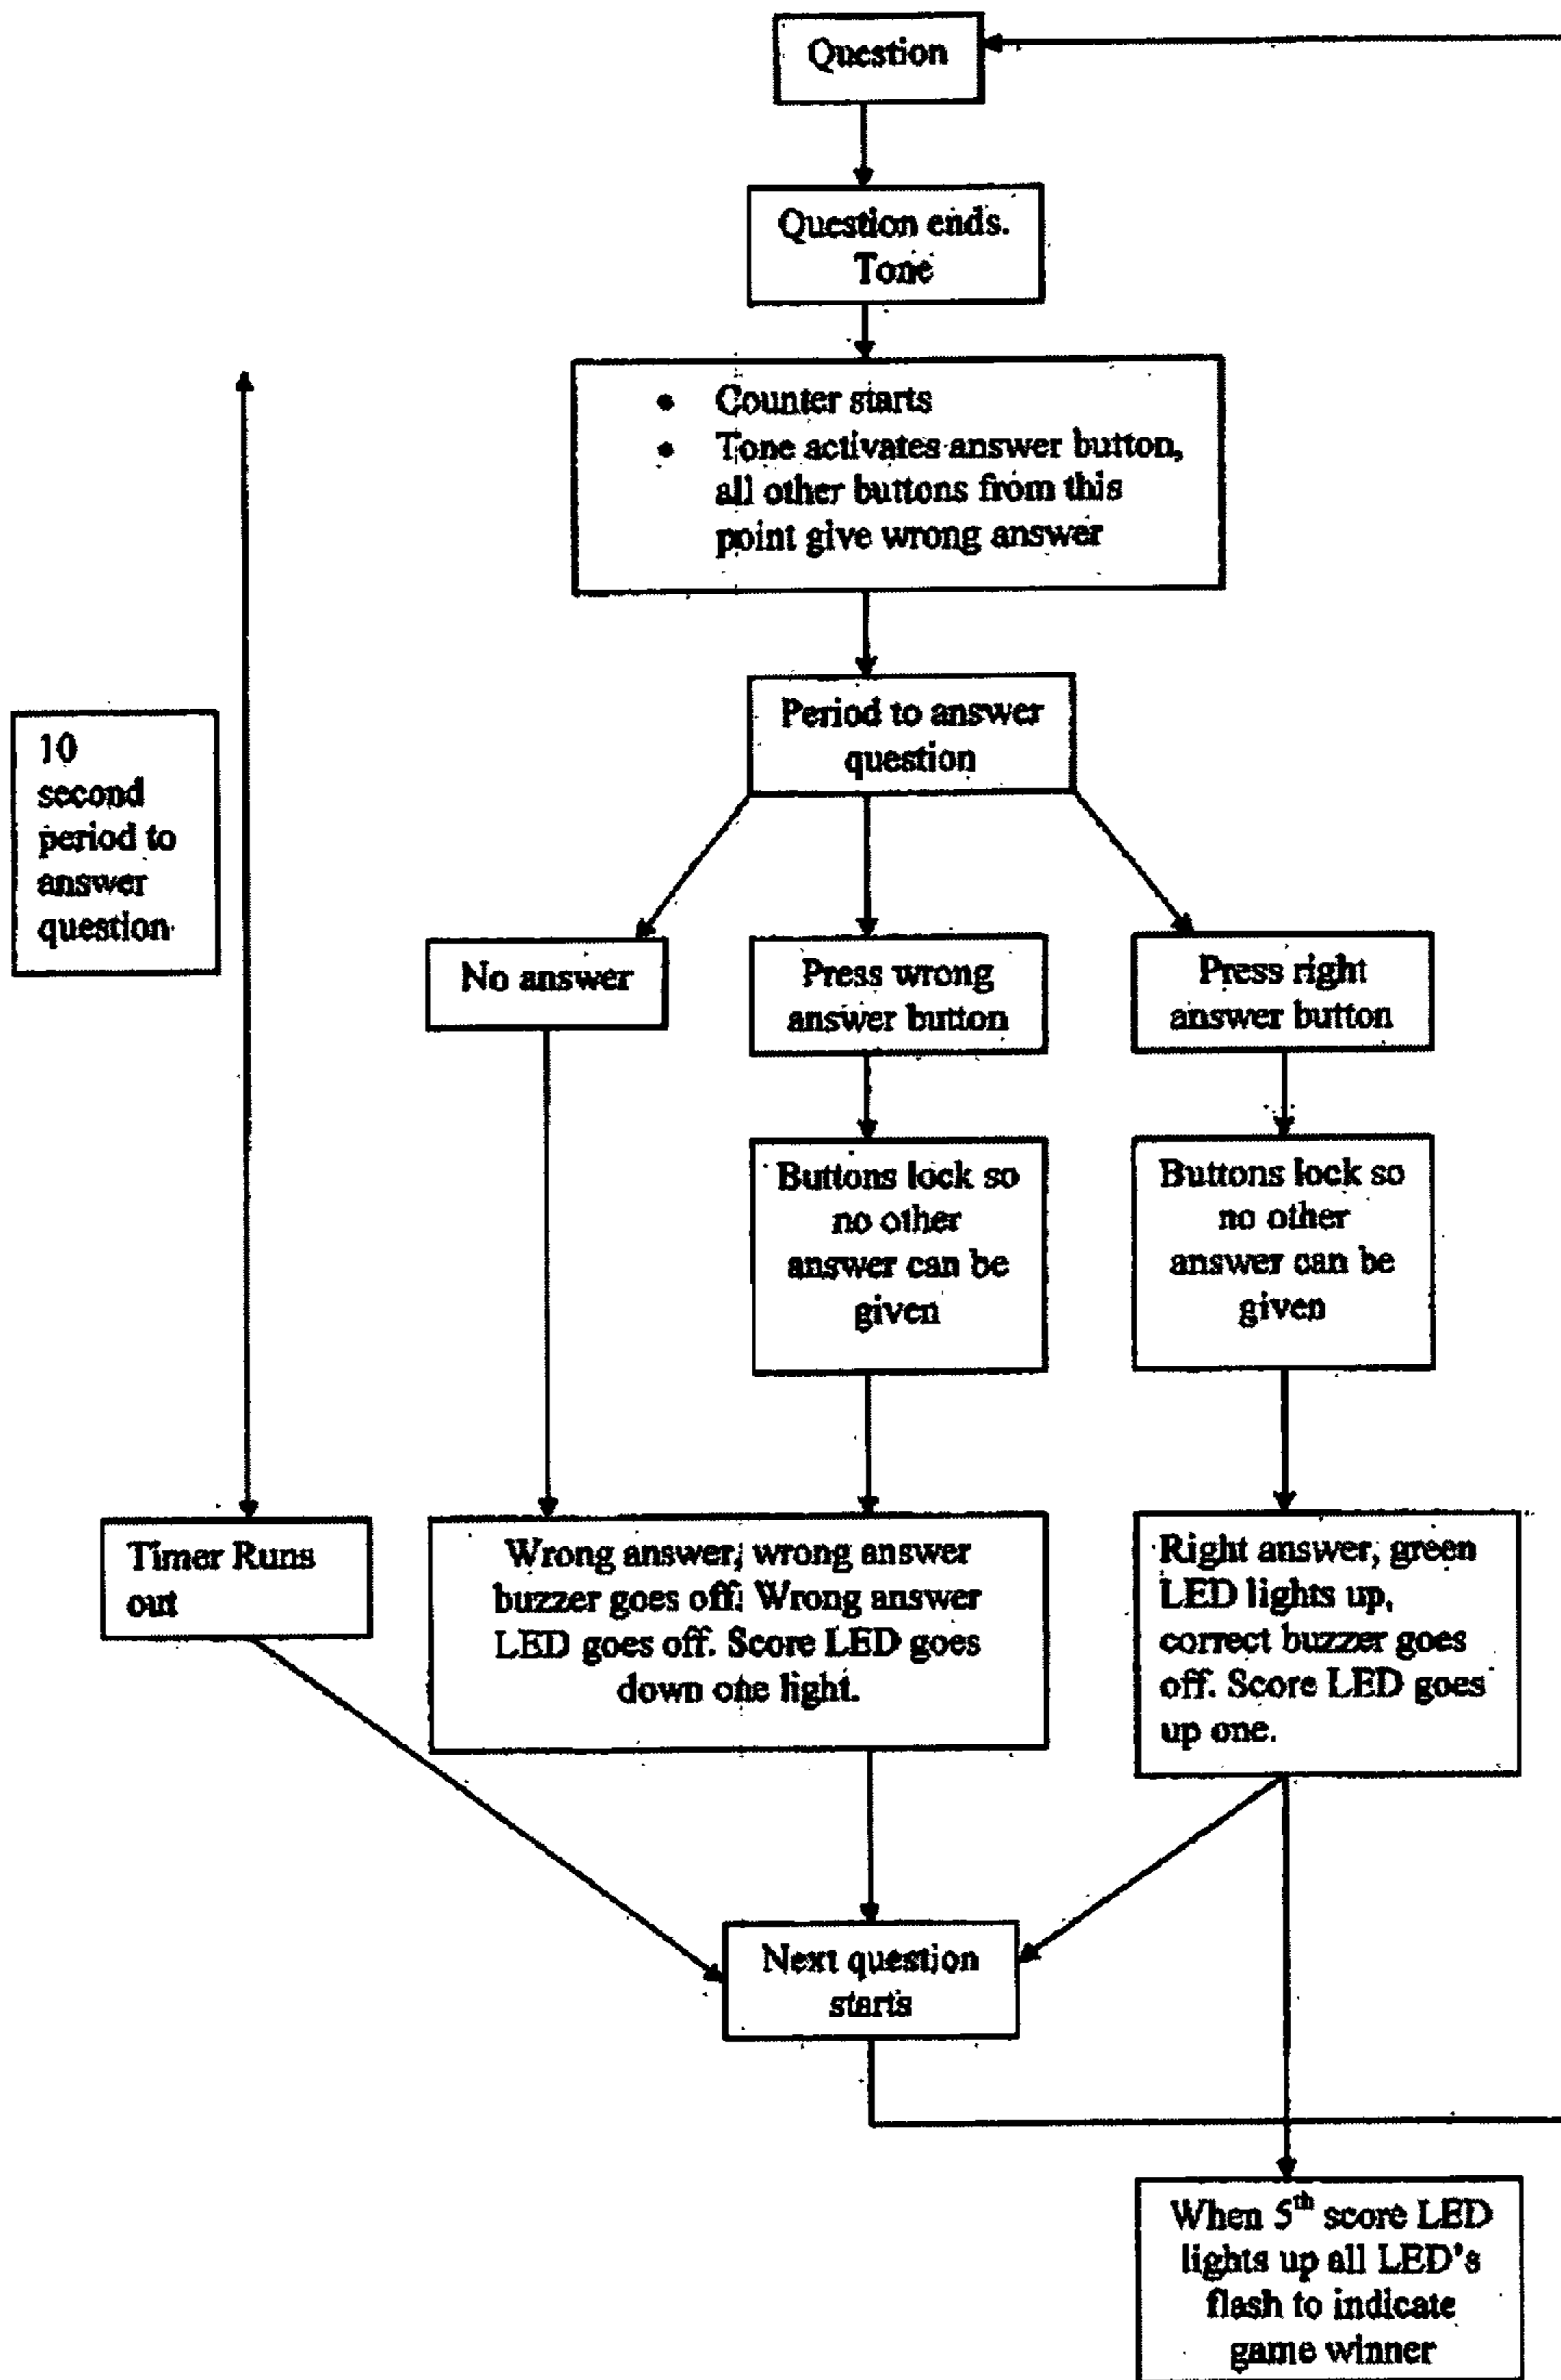 Question
Question ends.
Tone
• Counter starts
• Tone activates answer button,
all other buttons from this
point give wrong answer
10
second
period to
answer
question
Period to answer
question
No answer
Press wrong
answer button
Press right
answer button
Buttons lock so
no other
answer can be
given
Buttons lock so
no other
answer can be
given
Timer Runs
out
Wrong answer, wrong answer
buzzer goes off. Wrong answer
LED goes off. Score LED goes
down one light.
Right answer, green
LED lights up,
correct buzzer goes
off. Score LED goes
up one.
Next question
starts
When 5th score LED
lights up all LED's
flash to indicate
game winner